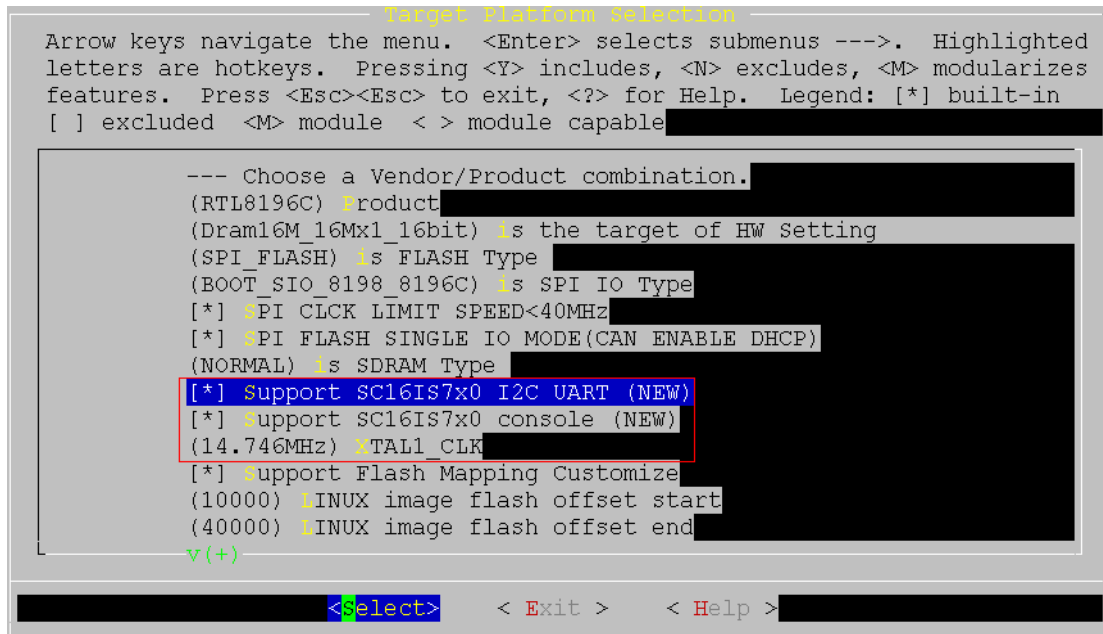 Target Platform Selection
Arrow keys navigate the menu.  <Enter> selects submenus --->.  Highlighted
letters are hotkeys.  Pressing <Y> includes, <N> excludes, <M> modularizes
features.  Press <Esc><Esc> to exit, <?> for Help.  Legend: [*] built-in
[ ] excluded  <M> module  < > module capable
--- Choose a Vendor/Product combination.
(RTL8196C) Product
(Dram16M_16Mx1_16bit) is the target of HW Setting
(SPI_FLASH) is FLASH Type
(BOOT_SIO_8198_8196C) is SPI IO Type
[*] SPI CLCK LIMIT SPEED<40MHz
[*] SPI FLASH SINGLE IO MODE(CAN ENABLE DHCP)
(NORMAL) is SDRAM Type
[*] Support SC16IS7x0 I2C UART (NEW)
[*] Support SC16IS7x0 console (NEW)
(14.746MHz) XTAL1_CLK
[*] Support Flash Mapping Customize
(10000) LINUX image flash offset start
(40000) LINUX image flash offset end
v(+)
<Select>    < Exit >    < Help >